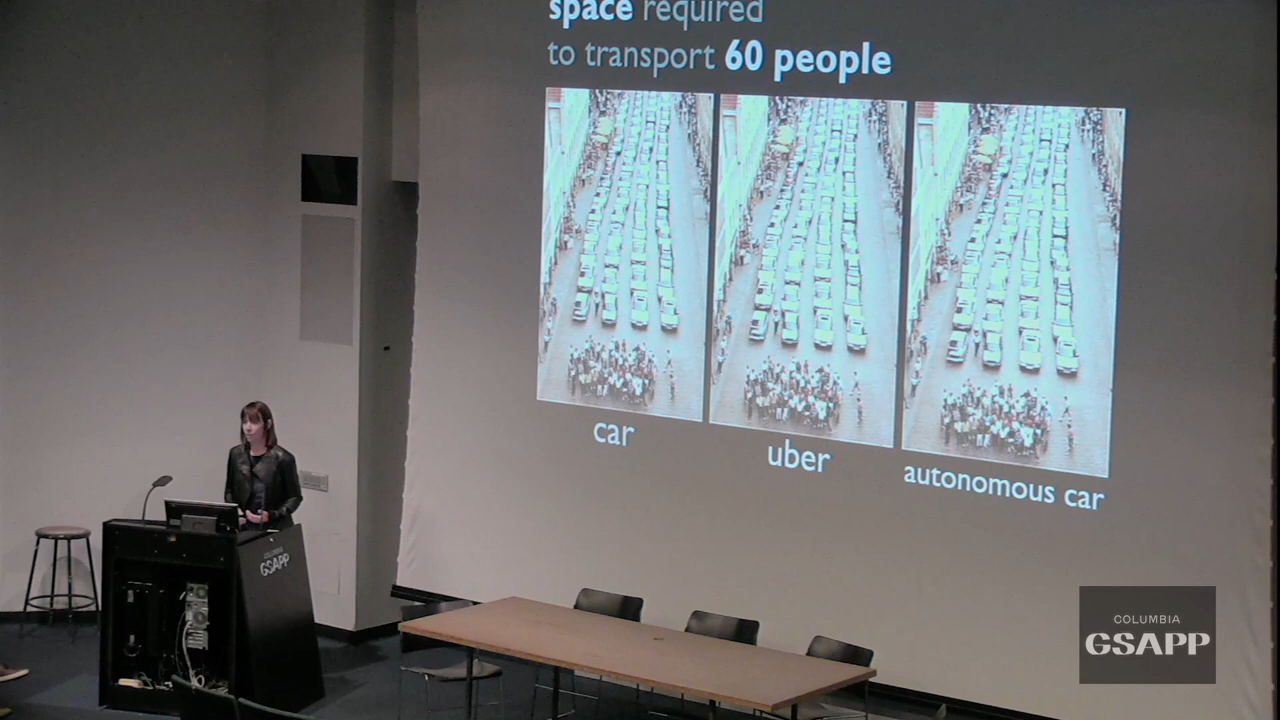 space required
to transport 60 people
car
uber
autonomous car
COLUMBIA
GSAPP
COLUMBIA
GSAPP